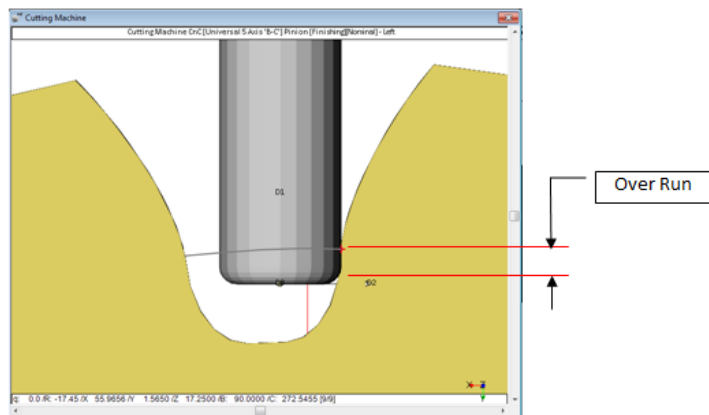 Cutting Machine
Cutting Machine CnC [Universal 5 Axis 'B-C'] Pinion [Finishing][Nominal] - Left
D1
Over Run
D2
X Z
Y
q: 0.0 /R: -17.45 /X 55.9656 /Y 1.5650 /Z 17.2500 /B: 90.0000 /C: 272.5455 [9/9]